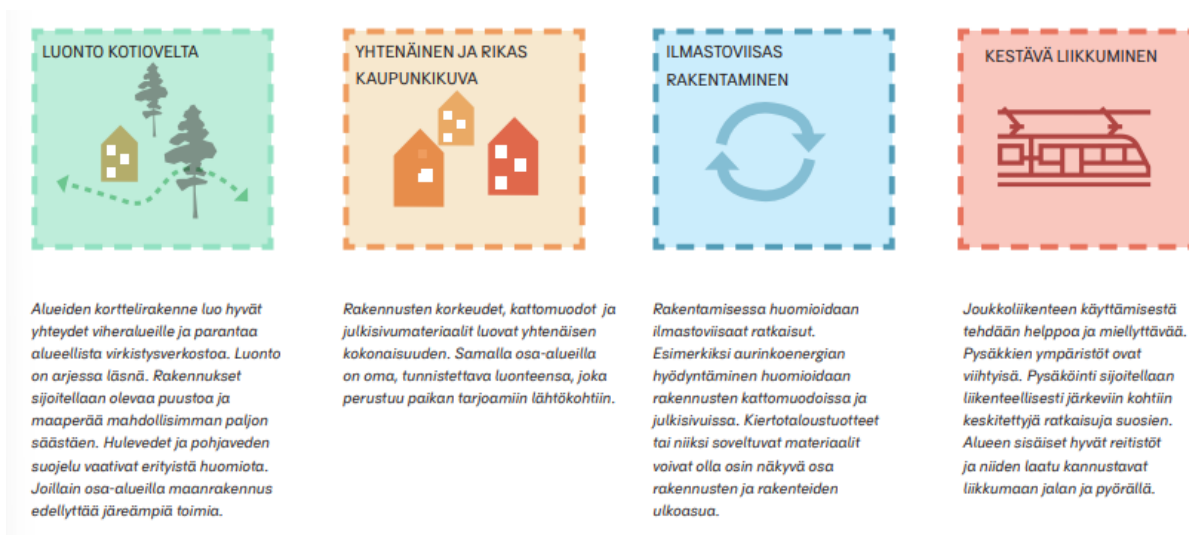 LUONTO KOTIOVELTA
Alueiden korttelirakenne luo hyvät
yhteydet viheralueille ja parantaa
alueellista virkistysverkostoa. Luonto
on arjessa läsnä. Rakennukset
sijoitellaan olevaa puustoa ja
maaperää mahdollisimman paljon
säästäen. Hulevedet ja pohjaveden
suojelu vaativat erityistä huomiota.
Joillain osa-alueilla maanrakennus
edellyttää järeämpiä toimia.
YHTENÄINEN JA RIKAS
KAUPUNKIKUVA
Rakennusten korkeudet, kattomuodot ja
julkisivumateriaalit luovat yhtenäisen
kokonaisuuden. Samalla osa-alueilla
on oma, tunnistettava luonteensa, joka
perustuu paikan tarjoamiin lähtökohtiin.
ILMASTOVIISAS
RAKENTAMINEN
Rakentamisessa huomioidaan
ilmastoviisaat ratkaisut.
Esimerkiksi aurinkoenergian
hyödyntäminen huomioidaan
rakennusten kattomuodoissa ja
julkisivuissa. Kiertotaloustuotteet
tai niiksi soveltuvat materiaalit
voivat olla osin näkyvä osa
rakennusten ja rakenteiden
ulkoasua.
KESTÄVÄ LIIKKUMINEN
Joukkoliikenteen käyttämisestä
tehdään helppoa ja miellyttävää.
Pysäkkien ympäristöt ovat
viihtyisä. Pysäköinti sijoitellaan
liikenteellisesti järkeviin kohtiin
keskitettyjä ratkaisuja suosien.
Alueen sisäiset hyvät reitistöt
ja niiden laatu kannustavat
liikkumaan jalan ja pyörällä.